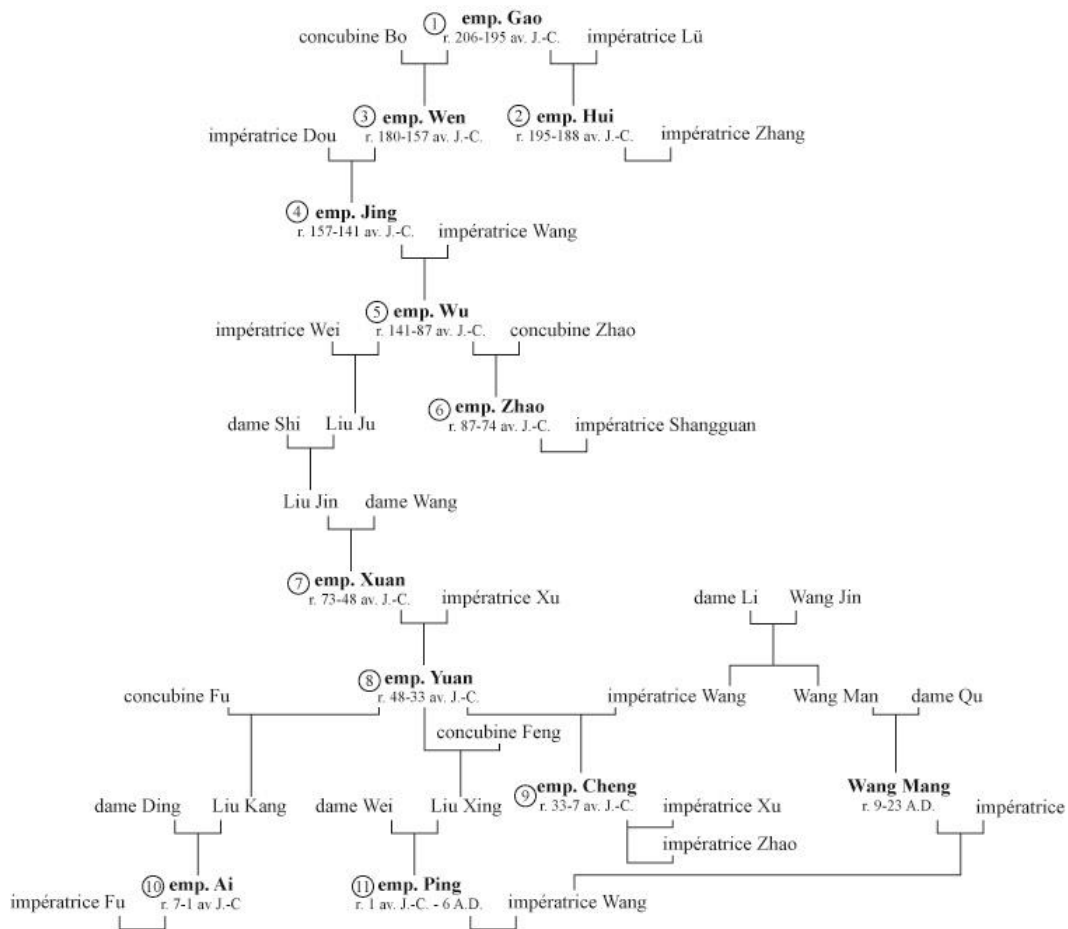 ① emp. Gao
concubine Bo r. 206-195 av. J.-C. impératrice Lü
③ emp. Wen ② emp. Hui
impératrice Dou r. 180-157 av. J.-C. r. 195-188 av. J.-C. impératrice Zhang
④ emp. Jing
r. 157-141 av. J.-C. impératrice Wang
⑤ emp. Wu
impératrice Wei r. 141-87 av. J.-C. concubine Zhao
⑥ emp. Zhao
dame Shi Liu Ju r. 87-74 av. J.-C. impératrice Shangguan
Liu Jin dame Wang
⑦ emp. Xuan
r. 73-48 av. J.-C. impératrice Xu dame Li Wang Jin
⑧ emp. Yuan
concubine Fu r. 48-33 av. J.-C. impératrice Wang Wang Man dame Qu
concubine Feng
⑨ emp. Cheng Wang Mang
dame Ding Liu Kang dame Wei Liu Xing r. 33-7 av. J.-C. impératrice Xu r. 9-23 A.D. impératrice
impératrice Zhao
⑩ emp. Ai ⑪ emp. Ping
impératrice Fu r. 7-1 av J.-C r. 1 av. J.-C. - 6 A.D. impératrice Wang